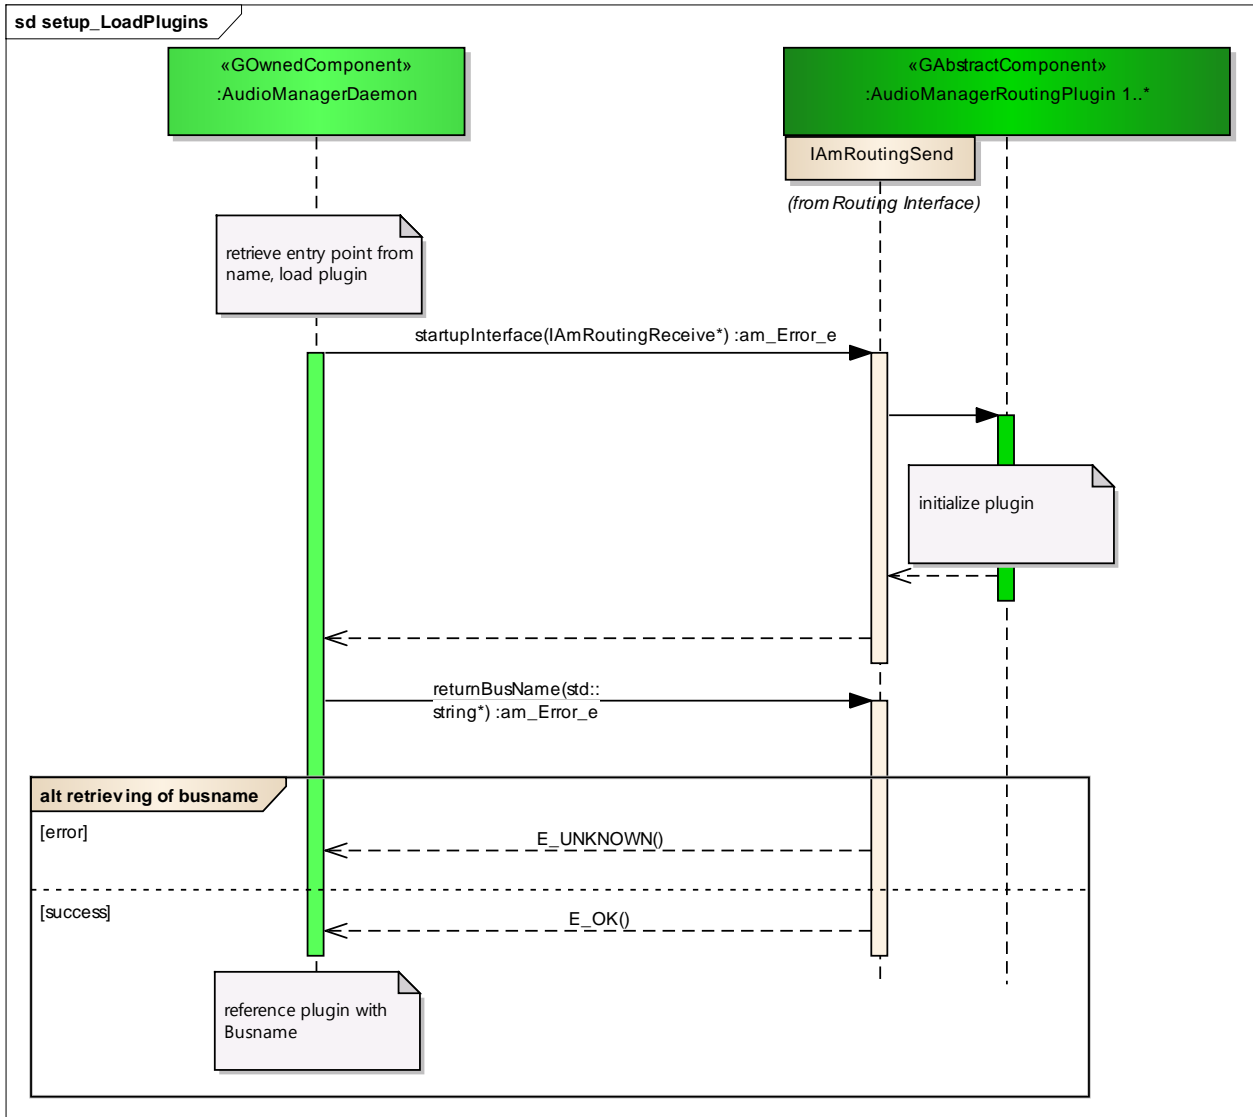 sd setup_LoadPlugins
«GOwnedComponent»
:AudioManagerDaemon
«GAbstractComponent»
:AudioManagerRoutingPlugin 1..*
IAmRoutingSend
(from Routing Interface)
retrieve entry point from
name, load plugin
startupInterface(IAmRoutingReceive*) :am_Error_e
initialize plugin
returnBusName(std::
string*) :am_Error_e
alt retrieving of busname
[error]
E_UNKNOWN()
[success]
E_OK()
reference plugin with
Busname